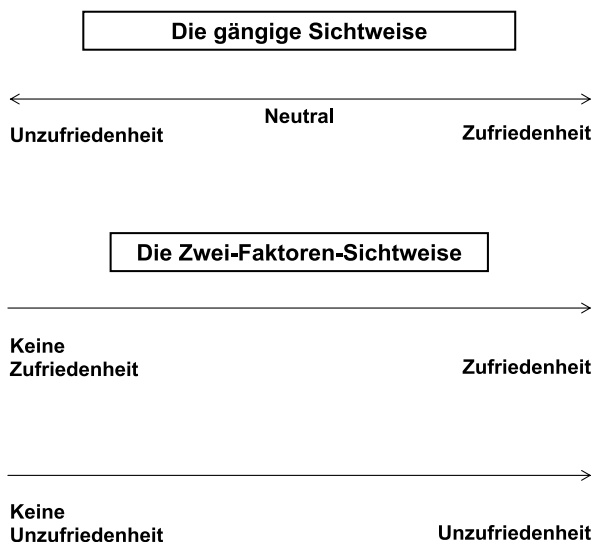 Die gängige Sichtweise
Neutral
Unzufriedenheit
Zufriedenheit
Die Zwei-Faktoren-Sichtweise
Keine
Zufriedenheit
Zufriedenheit
Keine
Unzufriedenheit
Unzufriedenheit